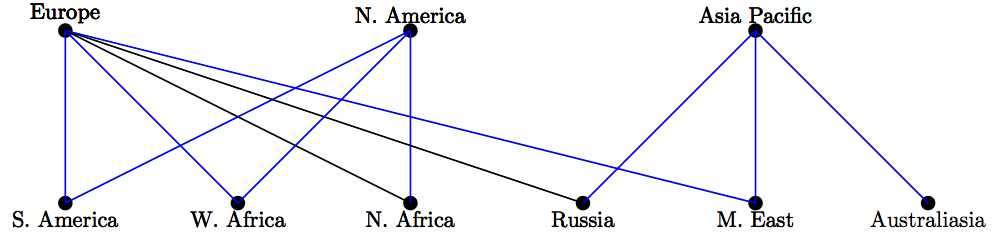 Europe
N. America
Asia Pacific
S. America
W. Africa
N. Africa
Russia
M. East
Australiasia